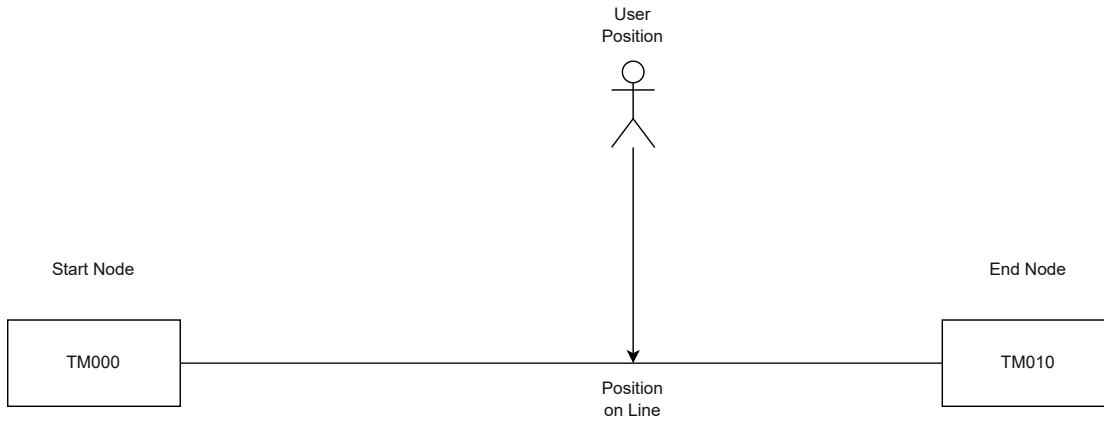 User
Position
Start Node
End Node
TM000
TM010
Position
on Line